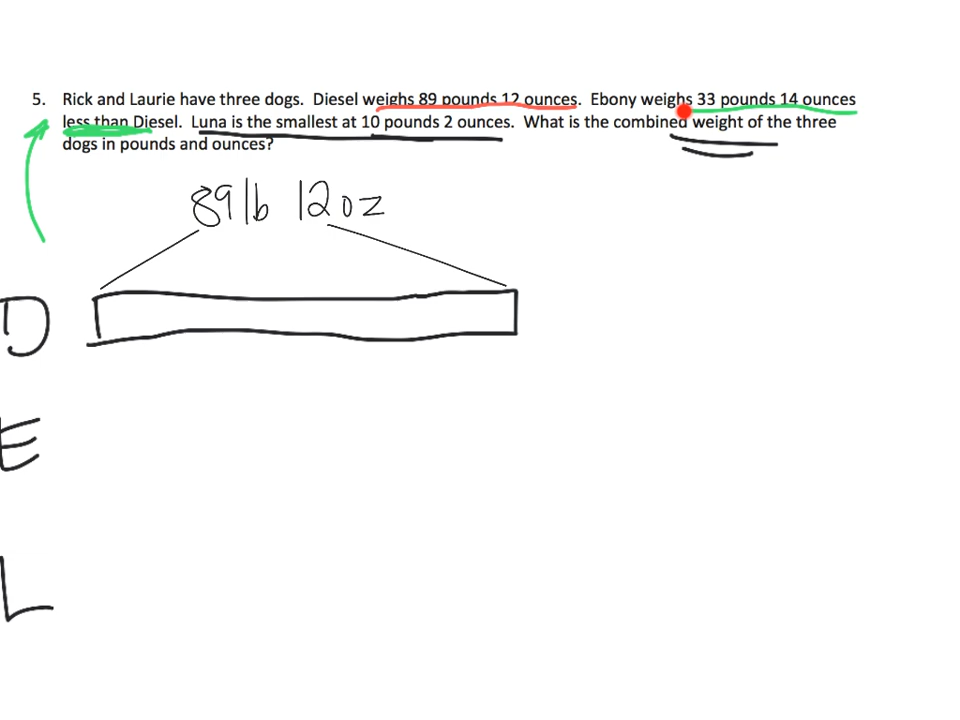 5. Rick and Laurie have three dogs. Diesel weighs 89 pounds 12 ounces. Ebony weighs 33 pounds 14 ounces
less than Diesel. Luna is the smallest at 10 pounds 2 ounces. What is the combined weight of the three
dogs in pounds and ounces?
89 lb 12 oz
D
E
L